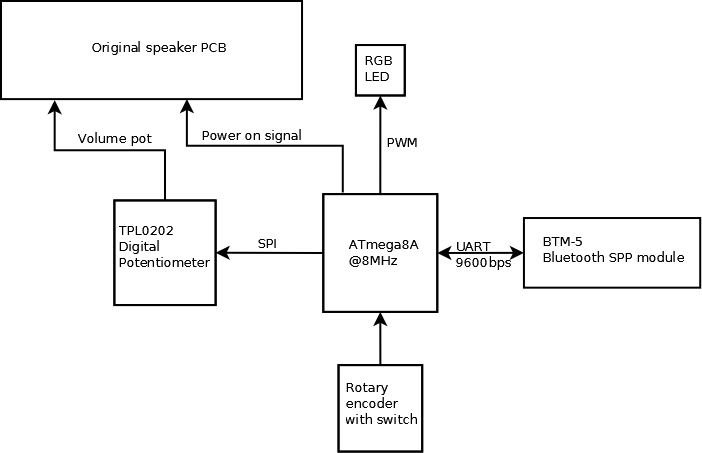 Original speaker PCB
RGB
LED
Volume pot
Power on signal
PWM
TPL0202
Digital
Potentiometer
SPI
ATmega8A
@8MHz
UART
9600bps
BTM-5
Bluetooth SPP module
Rotary
encoder
with switch